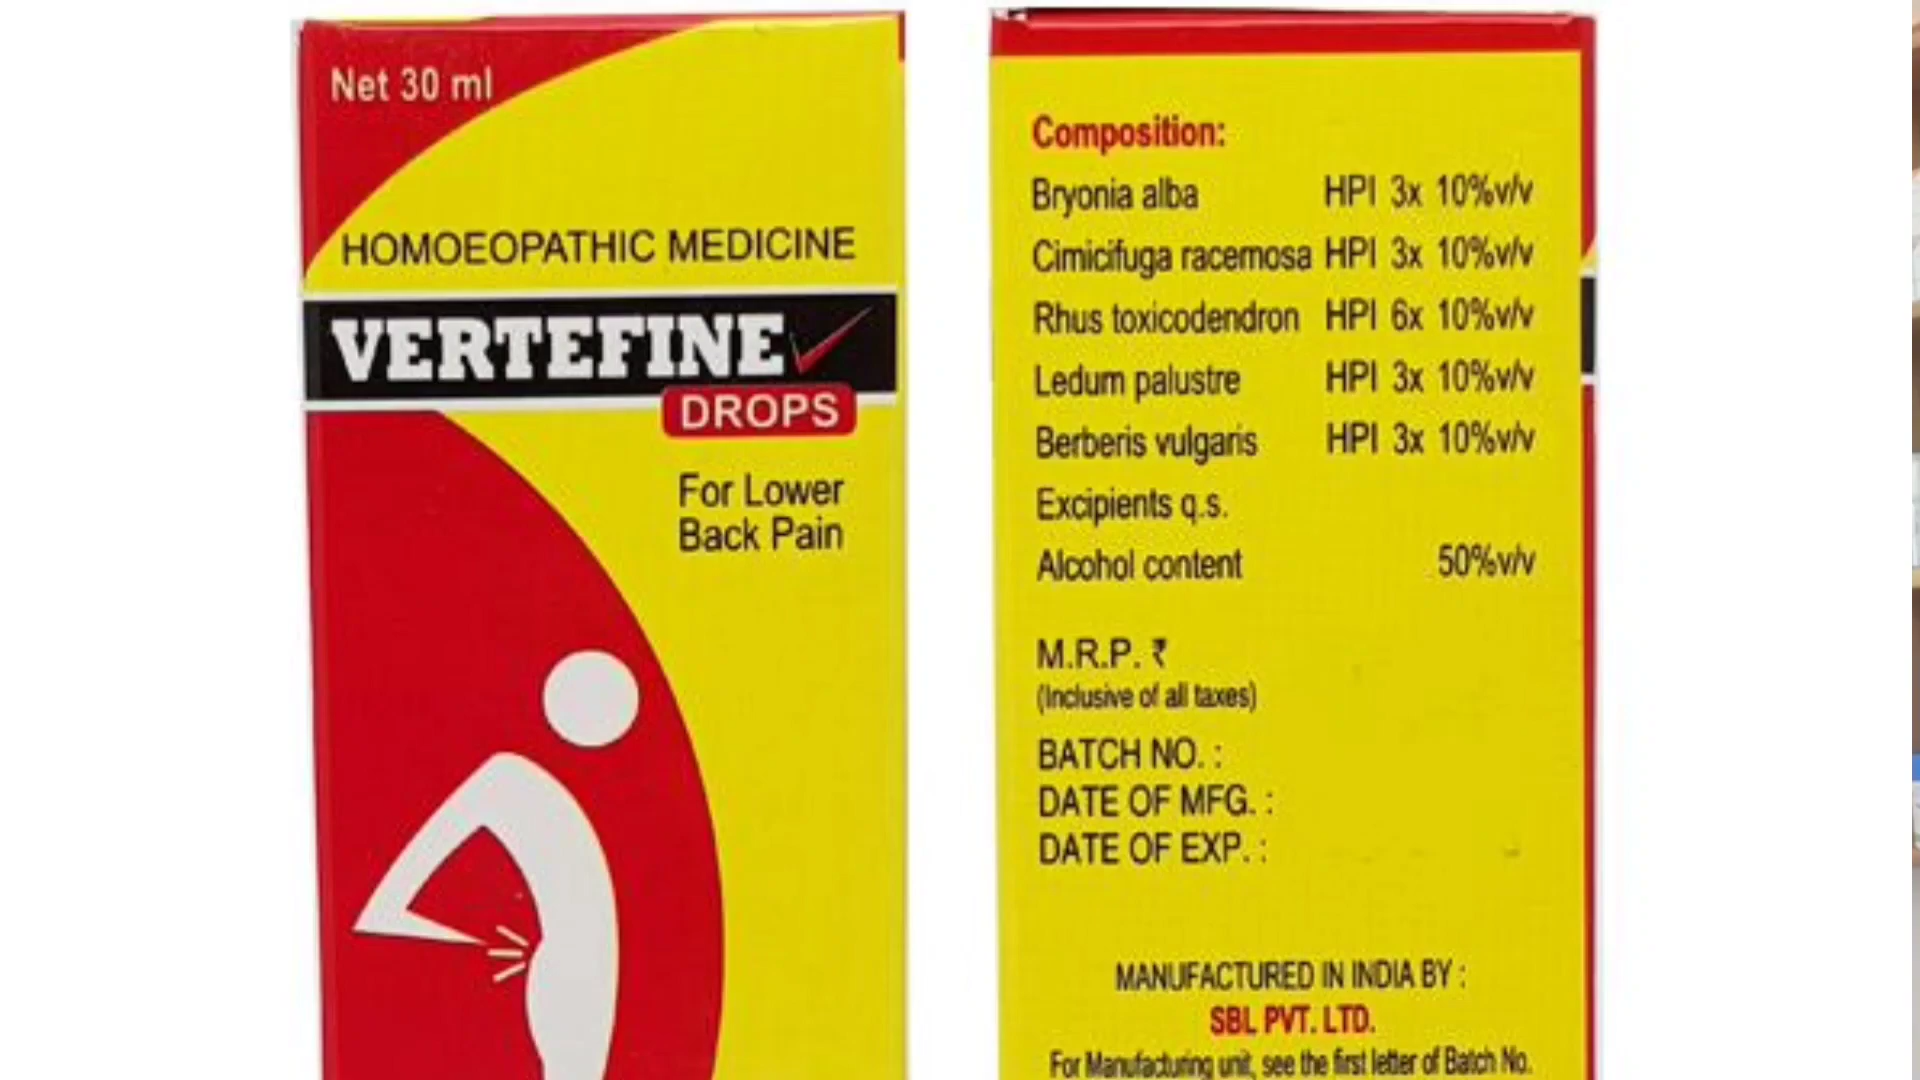 Net 30 ml
HOMOEOPATHIC MEDICINE
VERTEFINE
DROPS
For Lower
Back Pain
Composition:
Bryonia alba HPI 3x 10%v/v
Cimicifuga racemosa HPI 3x 10%v/v
Rhus toxicodendron HPI 6x 10%v/v
Ledum palustre HPI 3x 10%v/v
Berberis vulgaris HPI 3x 10%v/v
Excipients q.s.
Alcohol content 50%v/v
M.R.P. ₹
(Inclusive of all taxes)
BATCH NO. :
DATE OF MFG. :
DATE OF EXP. :
MANUFACTURED IN INDIA BY :
SBL PVT. LTD.
For Manufacturing unit, see the first letter of Batch No.